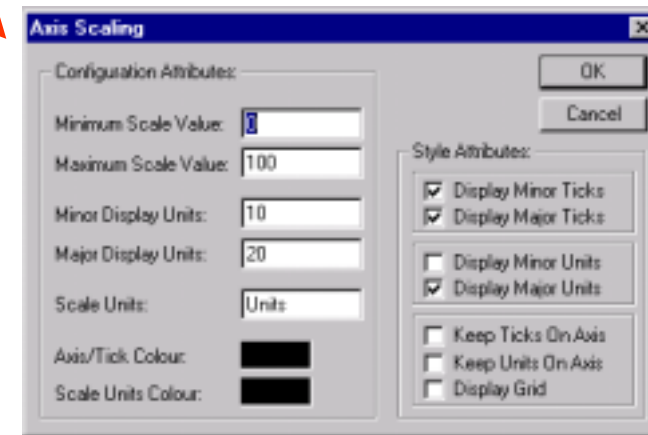 Axis Scaling
Configuration Attributes:
Minimum Scale Value: 0
Maximum Scale Value: 100
Minor Display Units: 10
Major Display Units: 20
Scale Units: Units
Axis/Tick Colour:
Scale Units Colour:
OK
Cancel
Style Attributes:
Display Minor Ticks
Display Major Ticks
Display Minor Units
Display Major Units
Keep Ticks On Axis
Keep Units On Axis
Display Grid